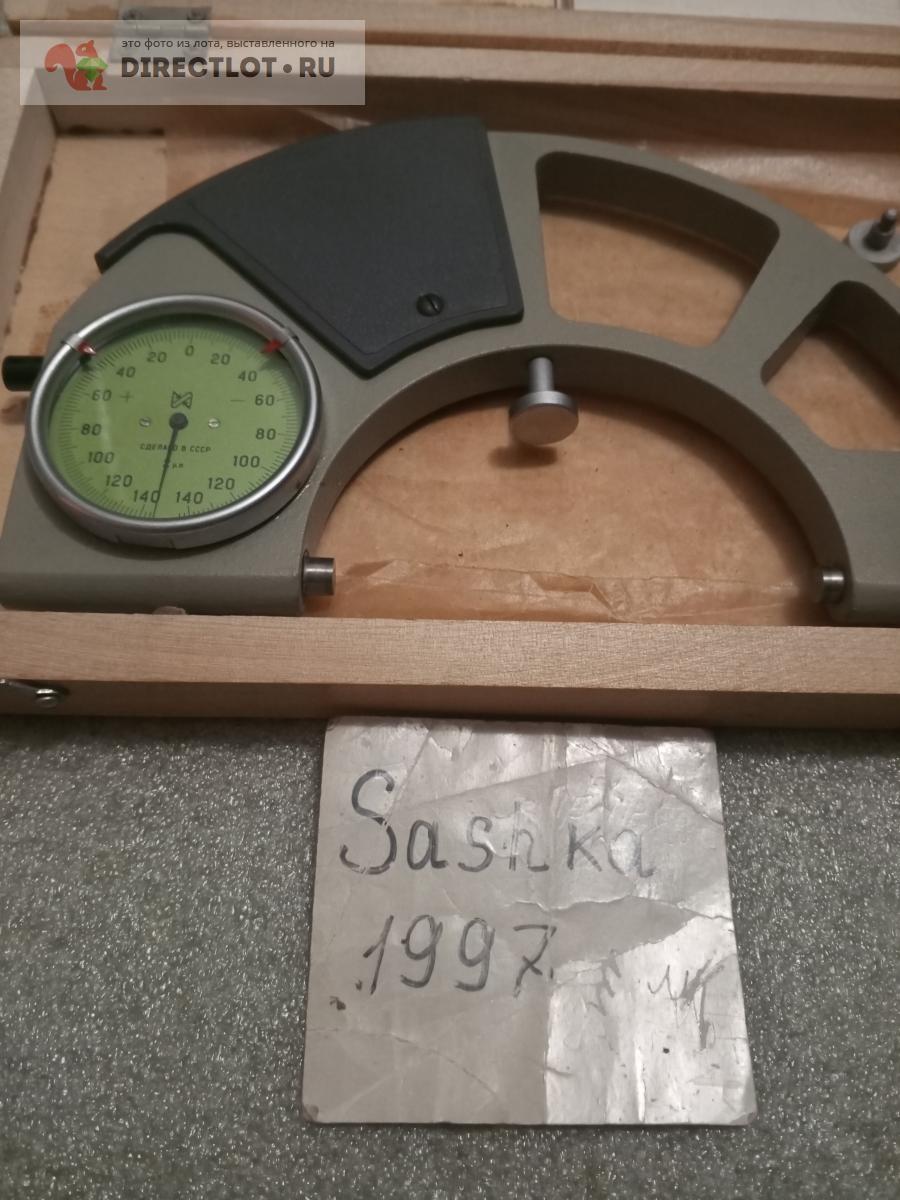 это фото из лота, выставленного на
DIRECTLOT.RU
20 0 20
40 40
60 + - 60
80 80
СДЕЛАНО В СССР
100 100
120 120
140 140
Sashka
1997